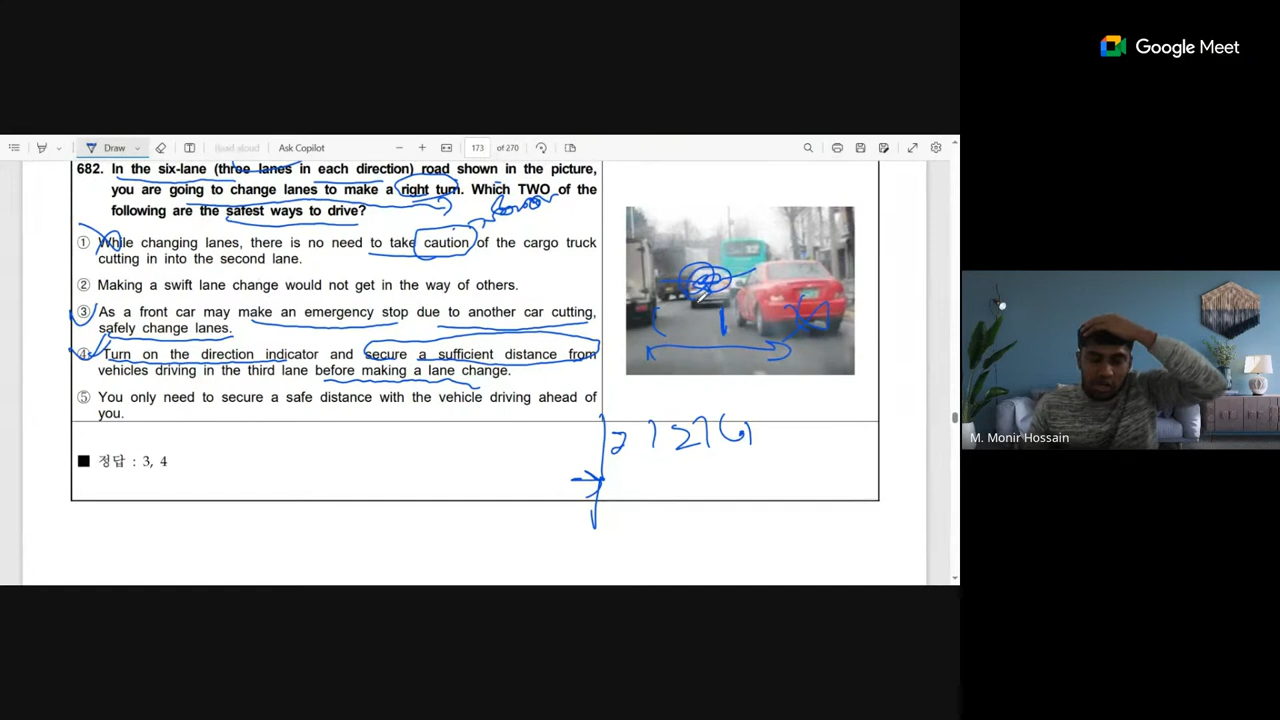 Google Meet
Draw
Read aloud
Ask Copilot
173 of 270
682. In the six-lane (three lanes in each direction) road shown in the picture,
you are going to change lanes to make a right turn. Which TWO of the
following are the safest ways to drive?
① While changing lanes, there is no need to take caution of the cargo truck
cutting in into the second lane.
② Making a swift lane change would not get in the way of others.
③ As a front car may make an emergency stop due to another car cutting,
safely change lanes.
④ Turn on the direction indicator and secure a sufficient distance from
vehicles driving in the third lane before making a lane change.
⑤ You only need to secure a safe distance with the vehicle driving ahead of
you.
■ 정답 : 3, 4
M. Monir Hossain